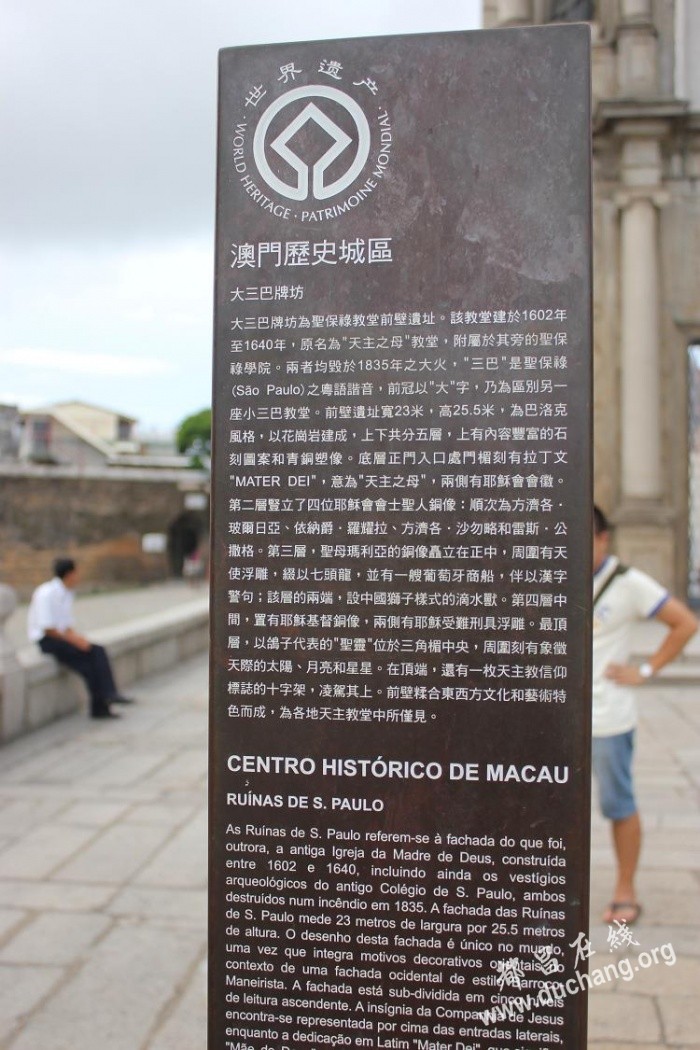 世界遗产
WORLD HERITAGE · PATRIMOINE MONDIAL
澳門歷史城區
大三巴牌坊
大三巴牌坊為聖保祿教堂前壁遺址。該教堂建於1602年
至1640年，原名為"天主之母"教堂，附屬於其旁的聖保
祿學院。兩者均毀於1835年之大火，"三巴"是聖保祿
(São Paulo)之粵語諧音，前冠以"大"字，乃為區別另一
座小三巴教堂。前壁遺址寬23米，高25.5米，為巴洛克
風格，以花崗岩建成，上下共分五層，上有內容豐富的石
刻圖案和青銅塑像。底層正門入口處門楣刻有拉丁文
"MATER DEI"，意為"天主之母"，兩側有耶穌會會徽。
第二層豎立了四位耶穌會會士聖人銅像：順次為方濟各·
玻爾日亞、依納爵·羅耀拉、方濟各·沙勿略和雷斯·公
撒格。第三層，聖母瑪利亞的銅像矗立在正中，周圍有天
使浮雕，綴以七頭龍，並有一艘葡萄牙商船，伴以漢字
警句；該層的兩端，設中國獅子樣式的滴水獸。第四層中
間，置有耶穌基督銅像，兩側有耶穌受難刑具浮雕。最頂
層，以鴿子代表的"聖靈"位於三角楣中央，周圍刻有象徵
天際的太陽、月亮和星星。在頂端，還有一枚天主教信仰
標誌的十字架，凌駕其上。前壁糅合東西方文化和藝術特
色而成，為各地天主教堂中所僅見。
CENTRO HISTÓRICO DE MACAU
RUÍNAS DE S. PAULO
As Ruínas de S. Paulo referem-se à fachada do que foi,
outrora, a antiga Igreja da Madre de Deus, construída
entre 1602 e 1640, incluindo ainda os vestígios
arqueológicos do antigo Colégio de S. Paulo, ambos
destruídos num incêndio em 1835. A fachada das Ruínas
de S. Paulo mede 23 metros de largura por 25.5 metros
de altura. O desenho desta fachada é único no mundo,
uma vez que integra motivos decorativos orientais
contexto de uma fachada ocidental de estilo
Maneirista. A fachada está sub-dividida em cinco
de leitura ascendente. A insígnia da Companhia de Jesus
encontra-se representada por cima das entradas laterais,
enquanto a dedicação em Latim "Mater Dei", que
"Mãe de
都昌在线
www.duchang.org